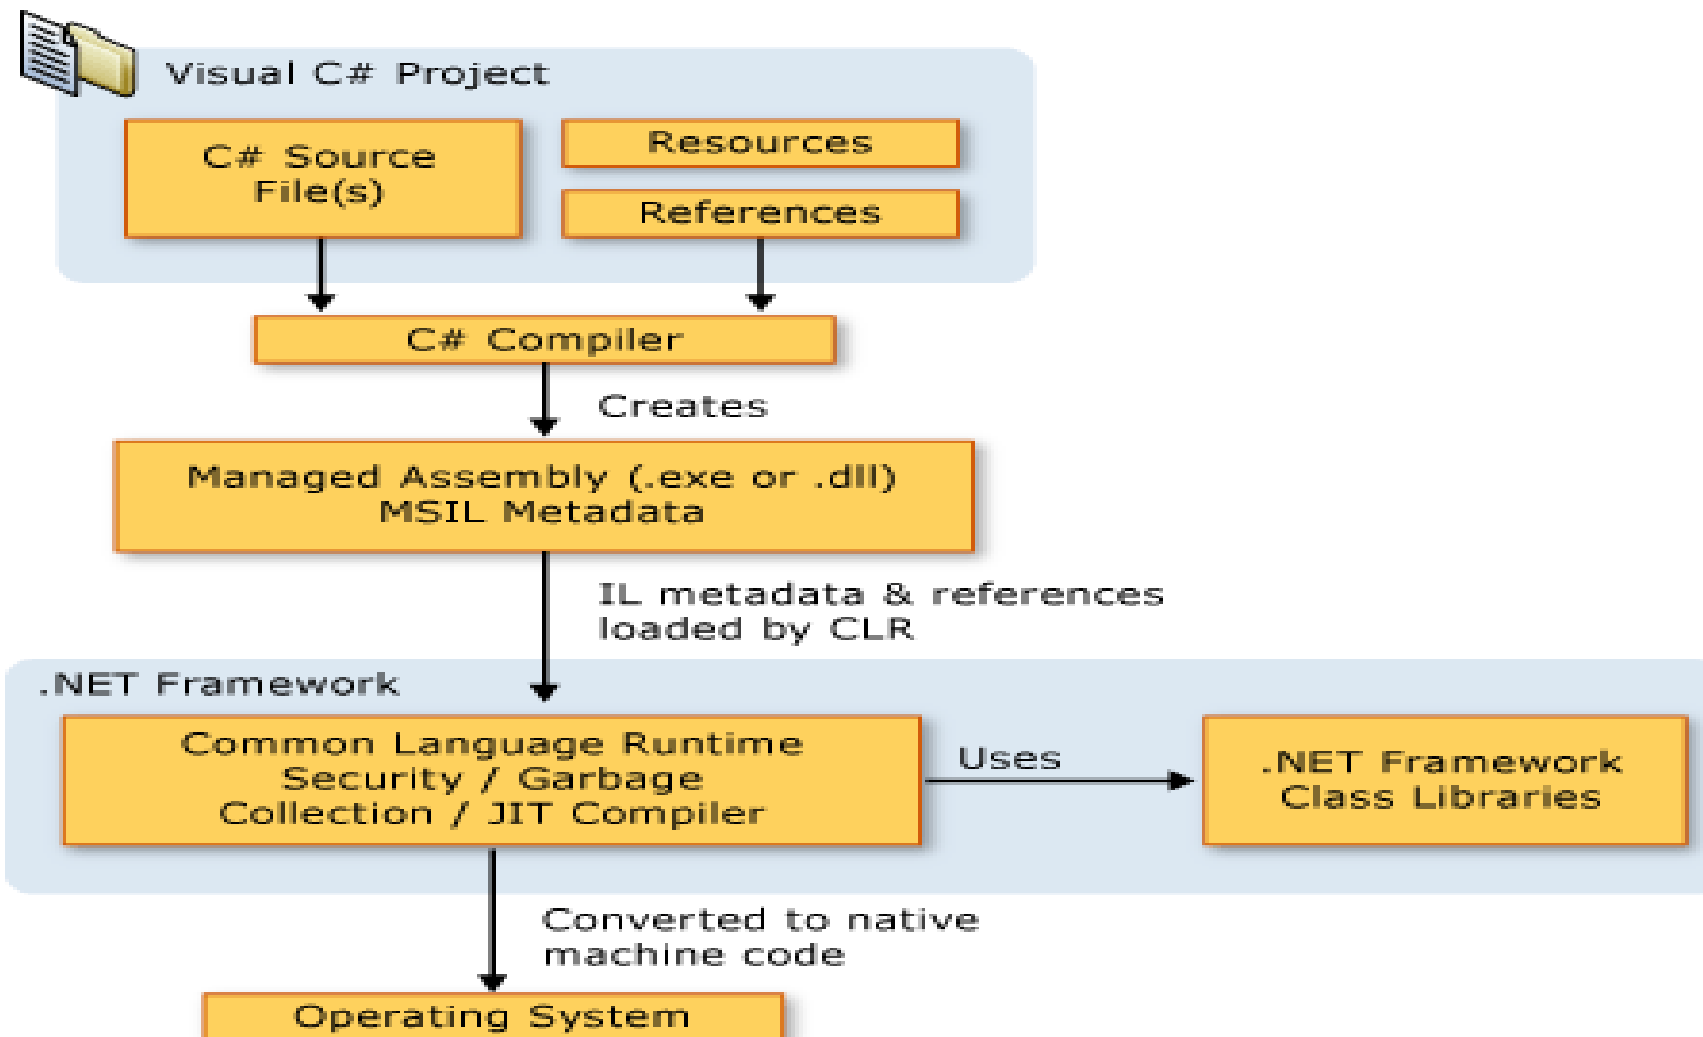 Visual C# Project
C# Source
File(s)
Resources
References
C# Compiler
Creates
Managed Assembly (.exe or .dll)
MSIL Metadata
IL metadata & references
loaded by CLR
.NET Framework
Common Language Runtime
Security / Garbage
Collection / JIT Compiler
Uses
.NET Framework
Class Libraries
Converted to native
machine code
Operating System